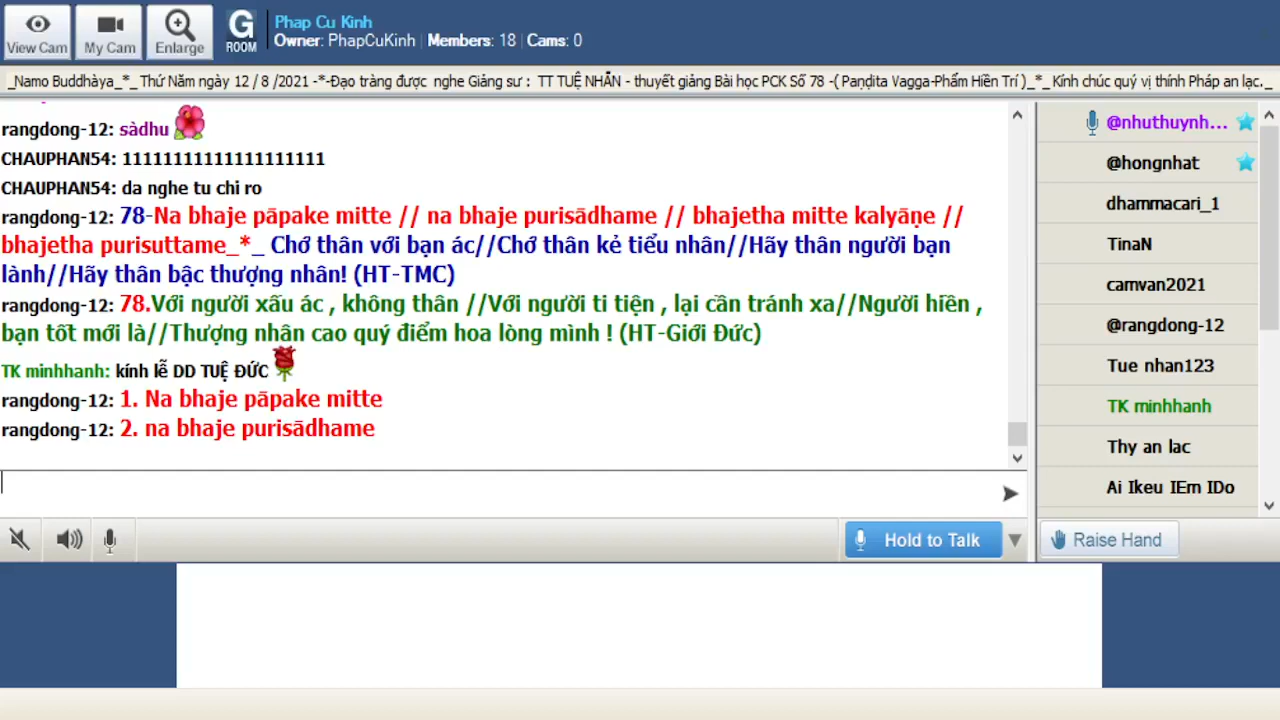 View Cam
My Cam
Enlarge
G
ROOM
Phap Cu Kinh
Owner: PhapCuKinh | Members: 18 | Cams: 0
_Namo Buddhàya_*_ Thứ Năm ngày 12 / 8 /2021 -*-Đạo tràng được nghe Giảng sư : TT TUỆ NHẪN - thuyết giảng Bài học PCK Số 78 -( Paṇḍita Vagga-Phẩm Hiền Trí )_*_ Kính chúc quý vị thính Pháp an lạc._
rangdong-12: sàdhu
CHAUPHAN54: 11111111111111111111
CHAUPHAN54: da nghe tu chi ro
rangdong-12: 78-Na bhaje pāpake mitte // na bhaje purisādhame // bhajetha mitte kalyāṇe //
bhajetha purisuttame_*_ Chớ thân với bạn ác//Chớ thân kẻ tiểu nhân//Hãy thân người bạn
lành//Hãy thân bậc thượng nhân! (HT-TMC)
rangdong-12: 78.Với người xấu ác , không thân //Với người ti tiện , lại cần tránh xa//Người hiền ,
bạn tốt mới là//Thượng nhân cao quý điểm hoa lòng mình ! (HT-Giới Đức)
TK minhhanh: kính lễ DD TUỆ ĐỨC
rangdong-12: 1. Na bhaje pāpake mitte
rangdong-12: 2. na bhaje purisādhame
@nhuthuynh...
@hongnhat
dhammacari_1
TinaN
camvan2021
@rangdong-12
Tue nhan123
TK minhhanh
Thy an lac
Ai Ikeu IEm IDo
Hold to Talk
Raise Hand